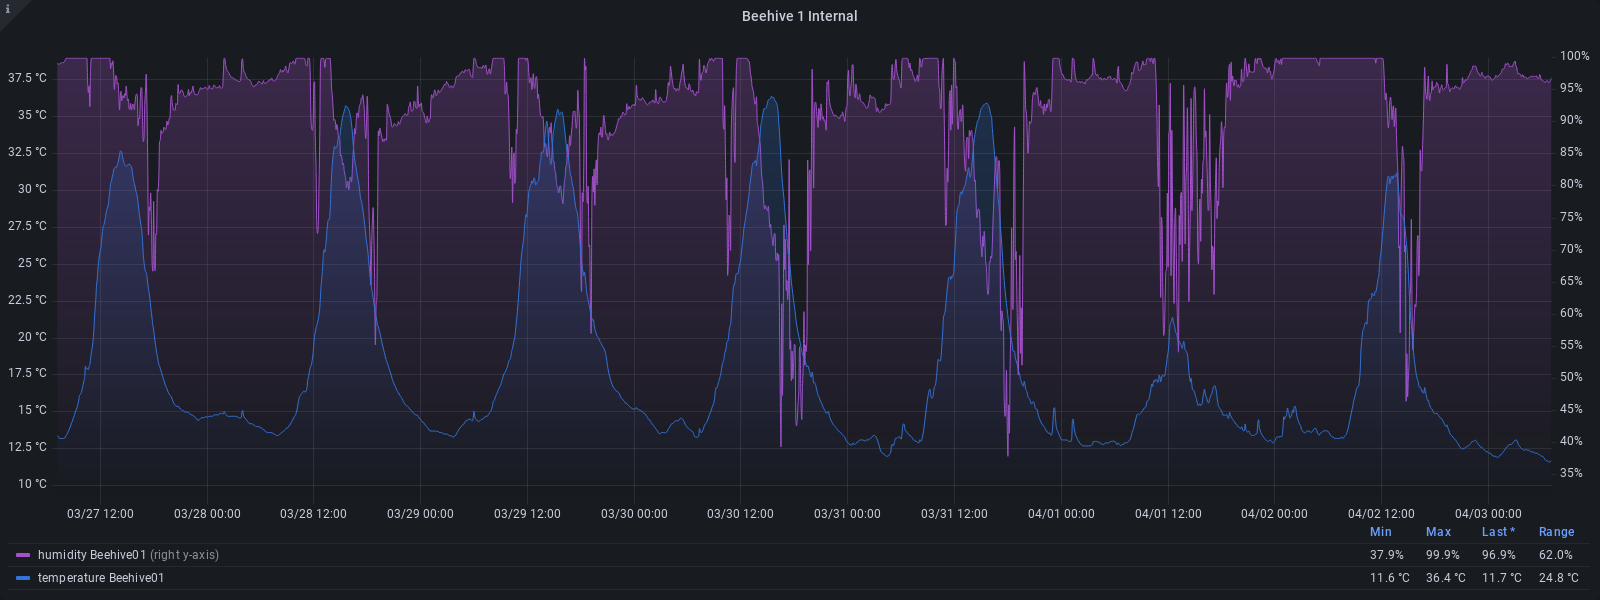 i
Beehive 1 Internal
37.5 °C
35 °C
32.5 °C
30 °C
27.5 °C
25 °C
22.5 °C
20 °C
17.5 °C
15 °C
12.5 °C
10 °C
100%
95%
90%
85%
80%
75%
70%
65%
60%
55%
50%
45%
40%
35%
03/27 12:00 03/28 00:00 03/28 12:00 03/29 00:00 03/29 12:00 03/30 00:00 03/30 12:00 03/31 00:00 03/31 12:00 04/01 00:00 04/01 12:00 04/02 00:00 04/02 12:00 04/03 00:00
Min Max Last * Range
humidity Beehive01 (right y-axis) 37.9% 99.9% 96.9% 62.0%
temperature Beehive01 11.6 °C 36.4 °C 11.7 °C 24.8 °C